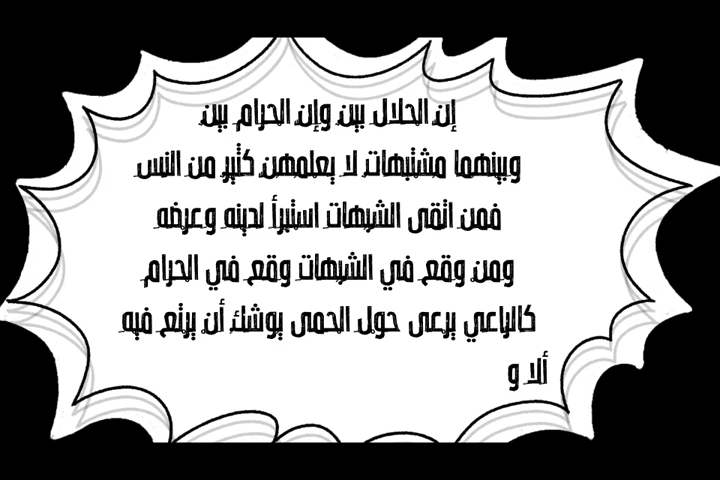 إن الحلال بين وإن الحرام بين
وبينهما مشتبهات لا يعلمهن كثير من النس
فمن اتقى الشبهات استبرأ لدينه وعرضه
ومن وقع في الشبهات وقع في الحرام
كالراعي يرعى حول الحمى يوشك أن يرتع فيه
ألا و